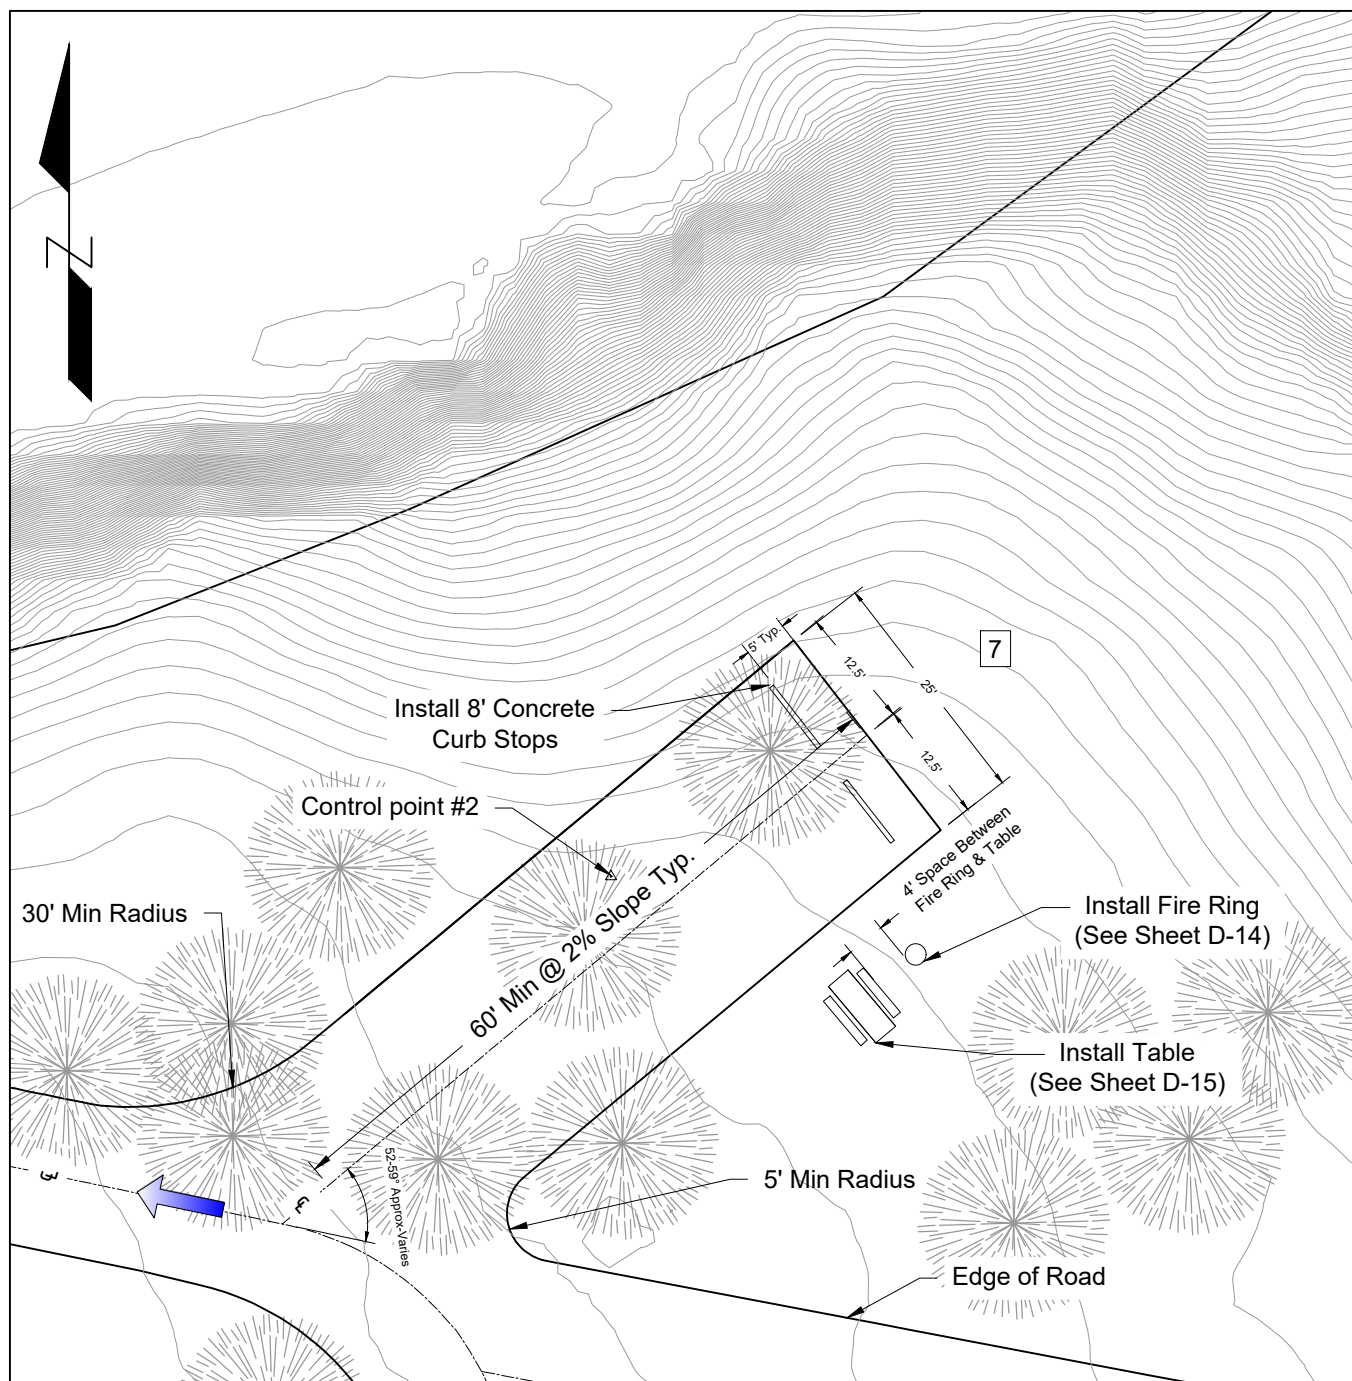 N
5' Typ.
12.5'
25'
7
12.5'
Install 8' Concrete
Curb Stops
Control point #2
4' Space Between
Fire Ring & Table
60' Min @ 2% Slope Typ.
30' Min Radius
Install Fire Ring
(See Sheet D-14)
Install Table
(See Sheet D-15)
52-59° Approx-Varies
℄
℄
5' Min Radius
Edge of Road